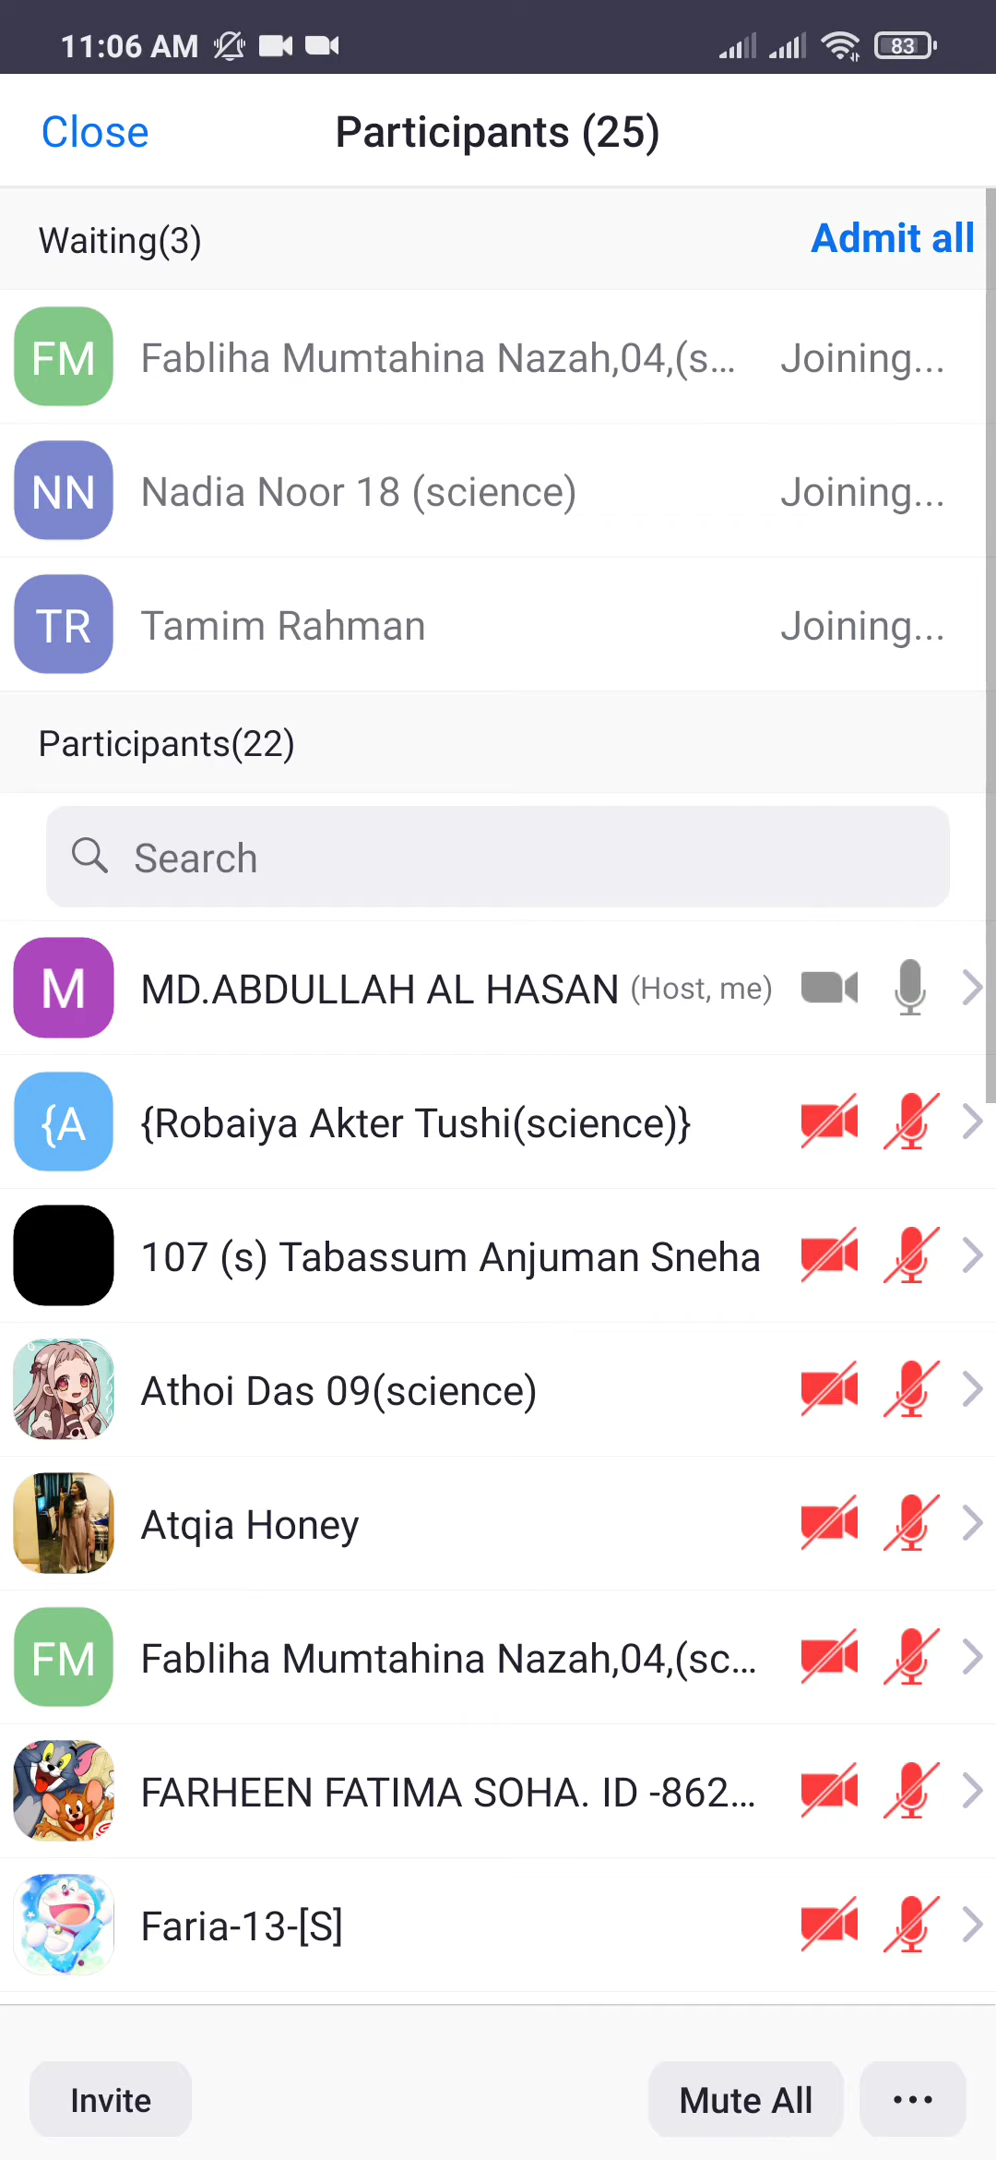 11:06 AM 83
Close Participants (25)
Waiting(3) Admit all
FM Fabliha Mumtahina Nazah,04,(s... Joining...
NN Nadia Noor 18 (science) Joining...
TR Tamim Rahman Joining...
Participants(22)
Search
M MD.ABDULLAH AL HASAN (Host, me)
{A {Robaiya Akter Tushi(science)}
107 (s) Tabassum Anjuman Sneha
Athoi Das 09(science)
Atqia Honey
FM Fabliha Mumtahina Nazah,04,(sc...
FARHEEN FATIMA SOHA. ID -862...
Faria-13-[S]
Invite Mute All ...